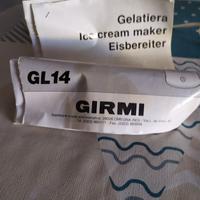 Gelatiera
Ice cream maker
Eisbereiter
GL14
GIRMI